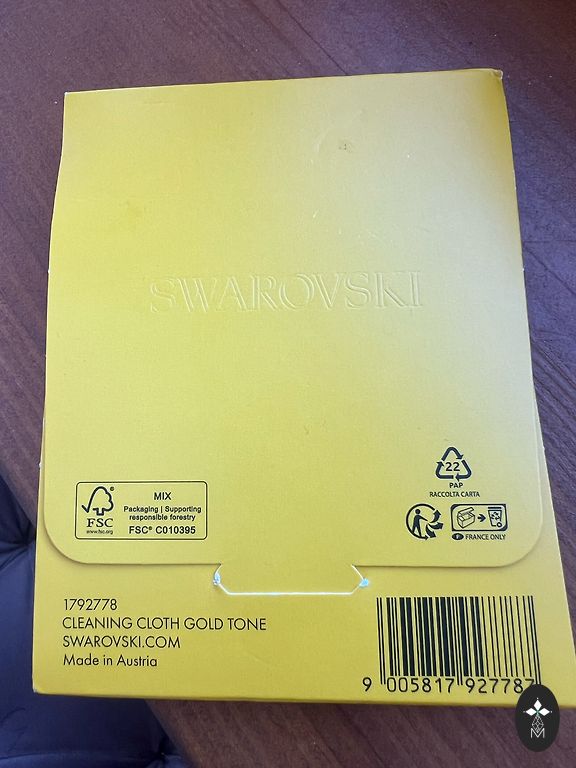 SWAROVSKI
22
PAP
RACCOLTA CARTA
FSC®
www.fsc.org
MIX
Packaging | Supporting
responsible forestry
FSC® C010395
F FRANCE ONLY
1792778
CLEANING CLOTH GOLD TONE
SWAROVSKI.COM
Made in Austria
9 005817 927787
M